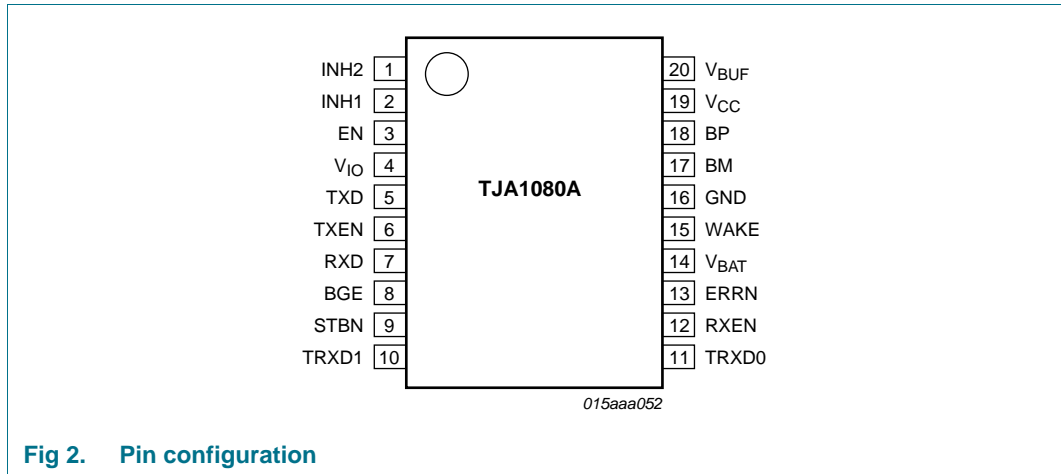 INH2 1 20 VBUF
INH1 2 19 VCC
EN 3 18 BP
VIO 4 17 BM
TJA1080A
TXD 5 16 GND
TXEN 6 15 WAKE
RXD 7 14 VBAT
BGE 8 13 ERRN
STBN 9 12 RXEN
TRXD1 10 11 TRXD0
015aaa052
Fig 2. Pin configuration